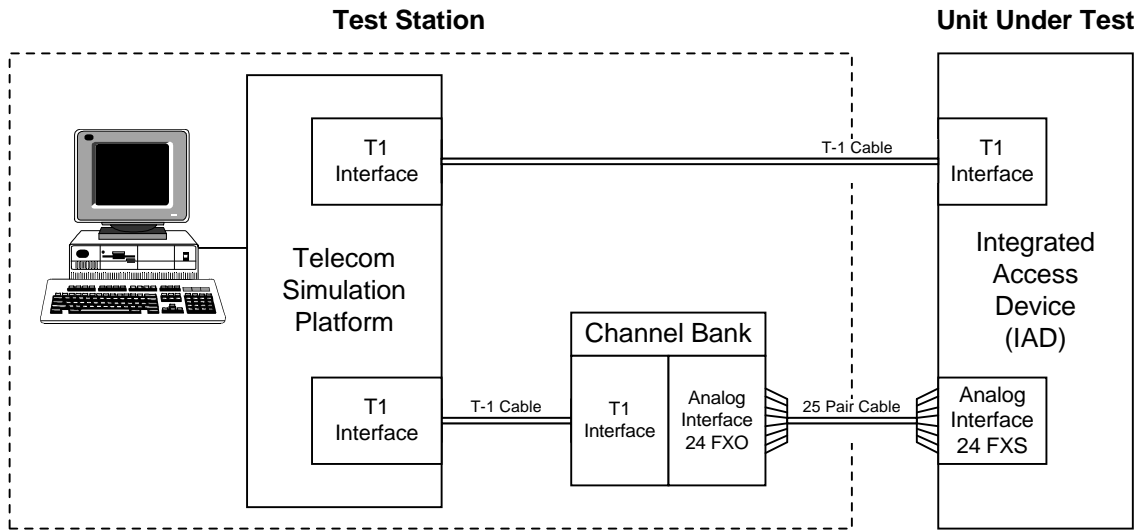 Test Station
Unit Under Test
T1
Interface
T-1 Cable
T1
Interface
Telecom
Simulation
Platform
Integrated
Access
Device
(IAD)
Channel Bank
T1
Interface
T-1 Cable
T1
Interface
Analog
Interface
24 FXO
25 Pair Cable
Analog
Interface
24 FXS